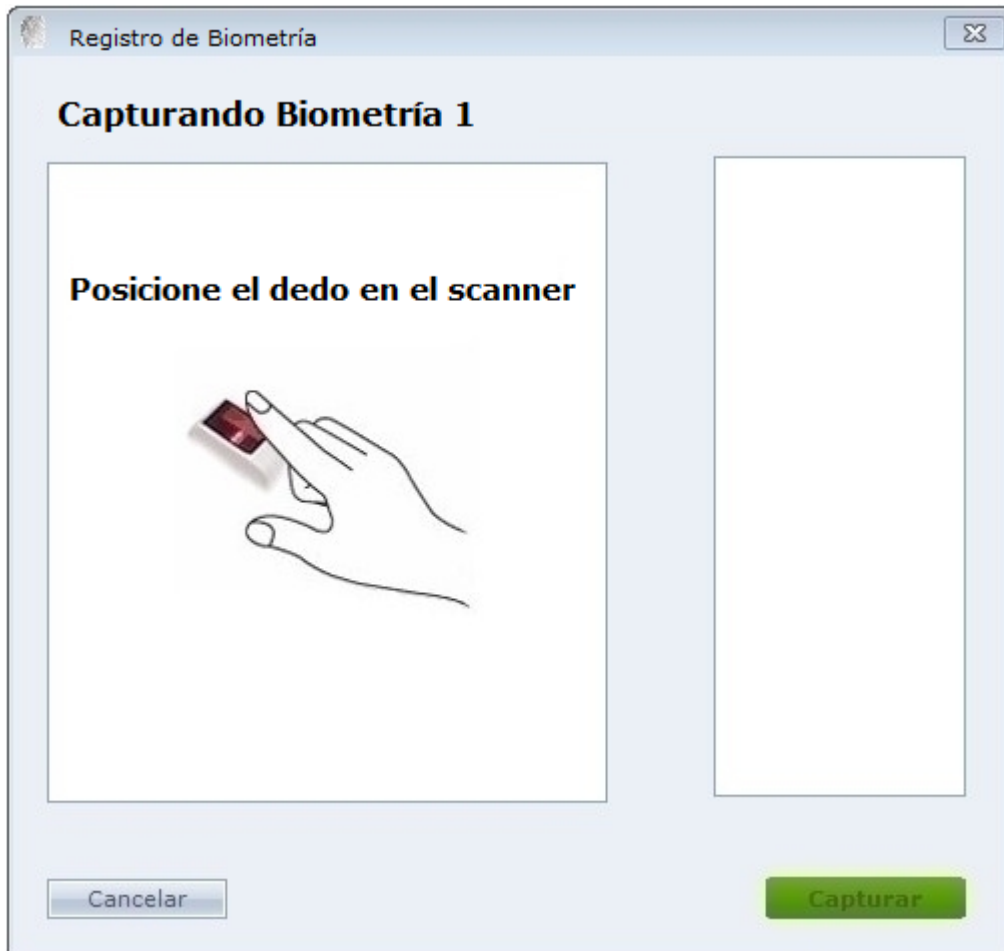 Registro de Biometría
Capturando Biometría 1
Posicione el dedo en el scanner
Cancelar
Capturar